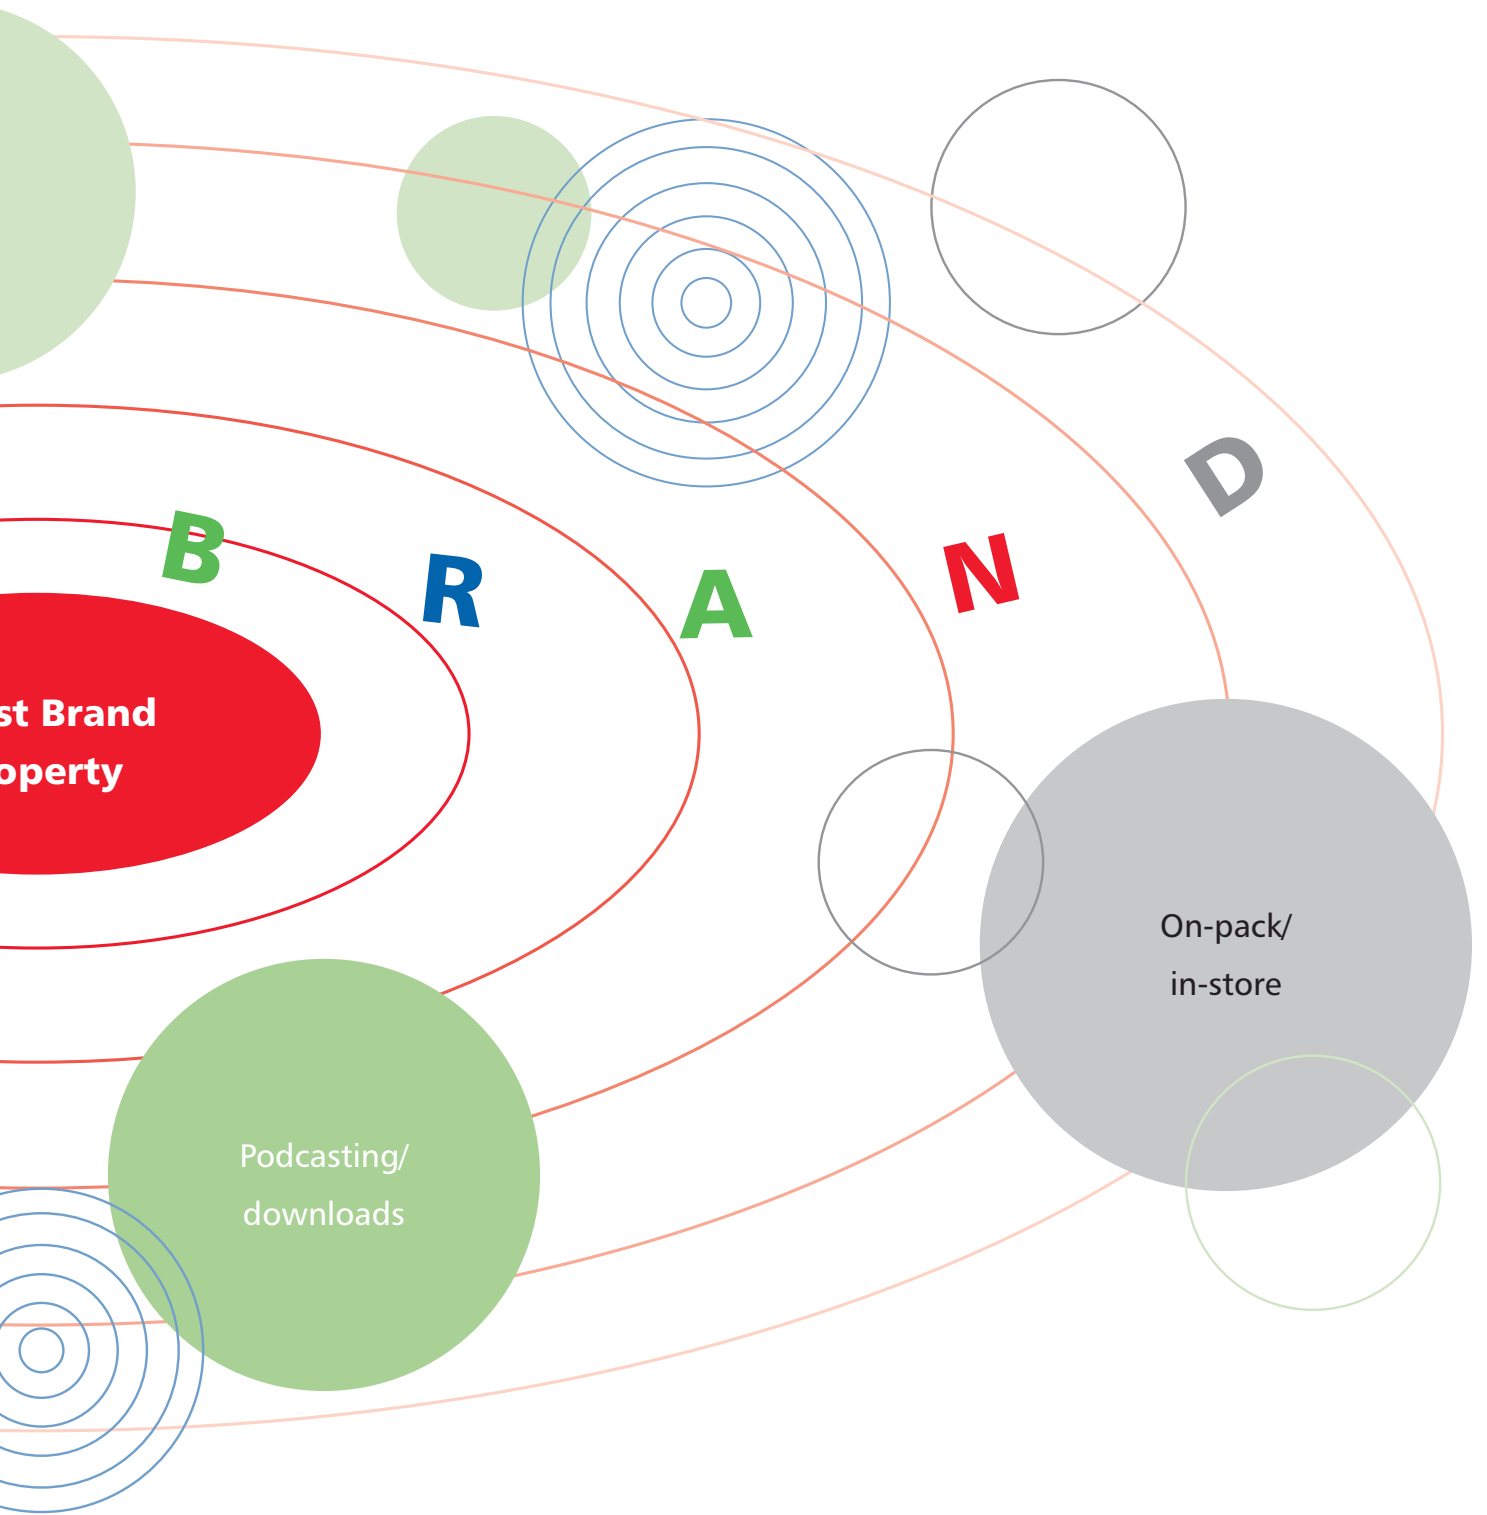 B
R
A
N
D
st Brand
operty
On-pack/
in-store
Podcasting/
downloads